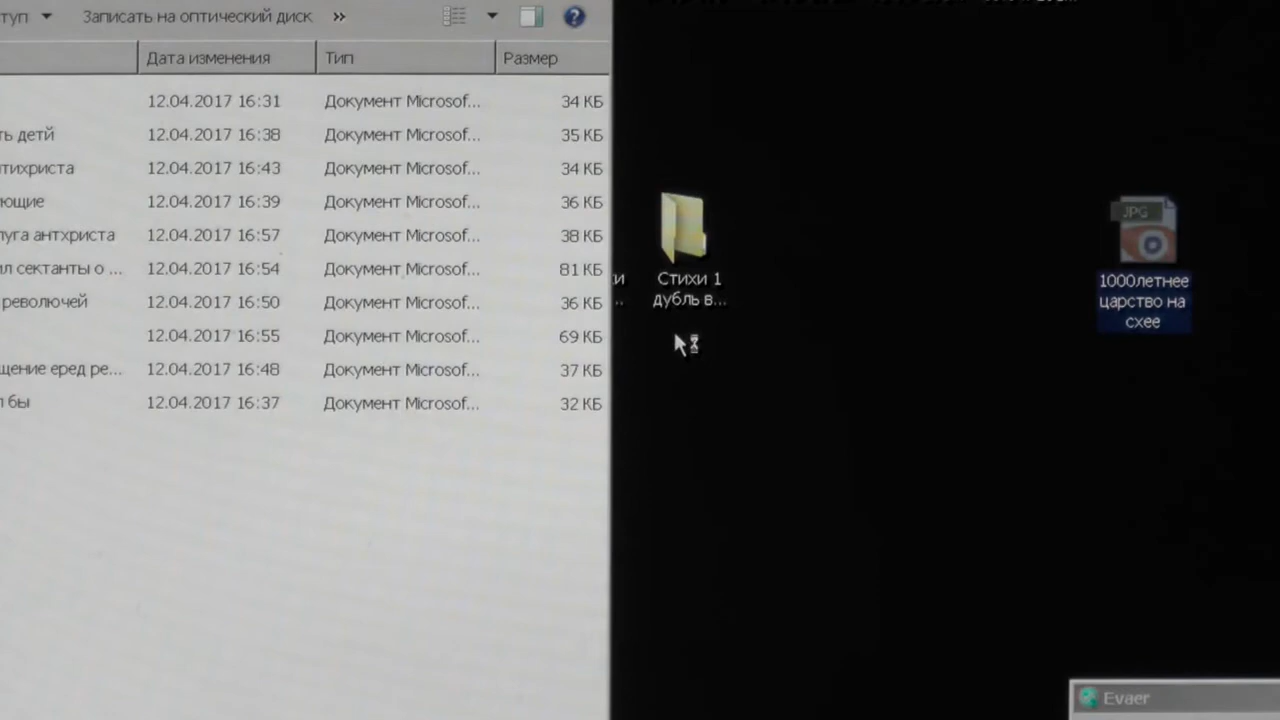 туп Записать на оптический диск »
Дата изменения Тип Размер
12.04.2017 16:31 Документ Microsof... 34 КБ
ть детй 12.04.2017 16:38 Документ Microsof... 35 КБ
тихриста 12.04.2017 16:43 Документ Microsof... 34 КБ
ющие 12.04.2017 16:39 Документ Microsof... 36 КБ
луга антхриста 12.04.2017 16:57 Документ Microsof... 38 КБ
ил сектанты о ... 12.04.2017 16:54 Документ Microsof... 81 КБ
револючей 12.04.2017 16:50 Документ Microsof... 36 КБ
12.04.2017 16:55 Документ Microsof... 69 КБ
щение еред ре... 12.04.2017 16:48 Документ Microsof... 37 КБ
л бы 12.04.2017 16:37 Документ Microsof... 32 КБ
и
..
Стихи 1
дубль в...
JPG
1000летнее
царство на
схее
Evaer